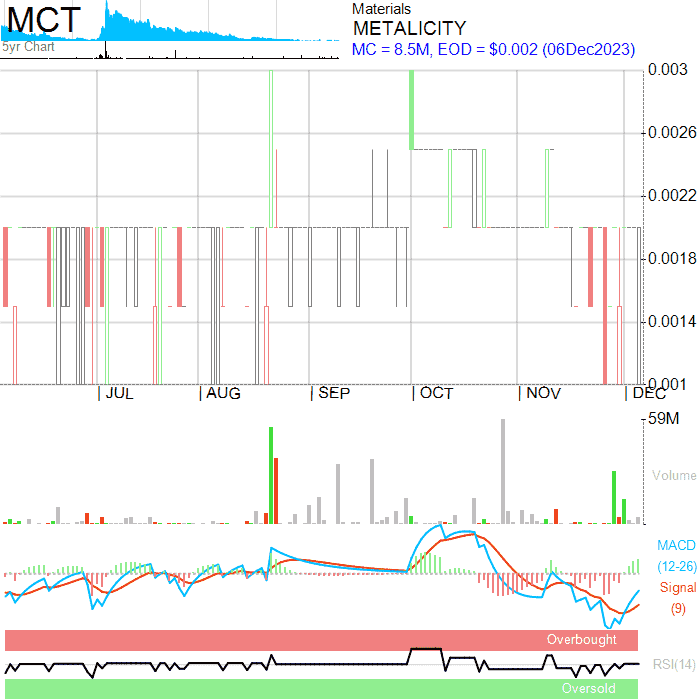 MCT
5yr Chart
Materials
METALICITY
MC = 8.5M, EOD = $0.002 (06Dec2023)
0.003
0.0026
0.0022
0.0018
0.0014
0.001
JUL
AUG
SEP
OCT
NOV
DEC
59M
Volume
MACD
(12-26)
Signal
(9)
Overbought
RSI(14)
Oversold